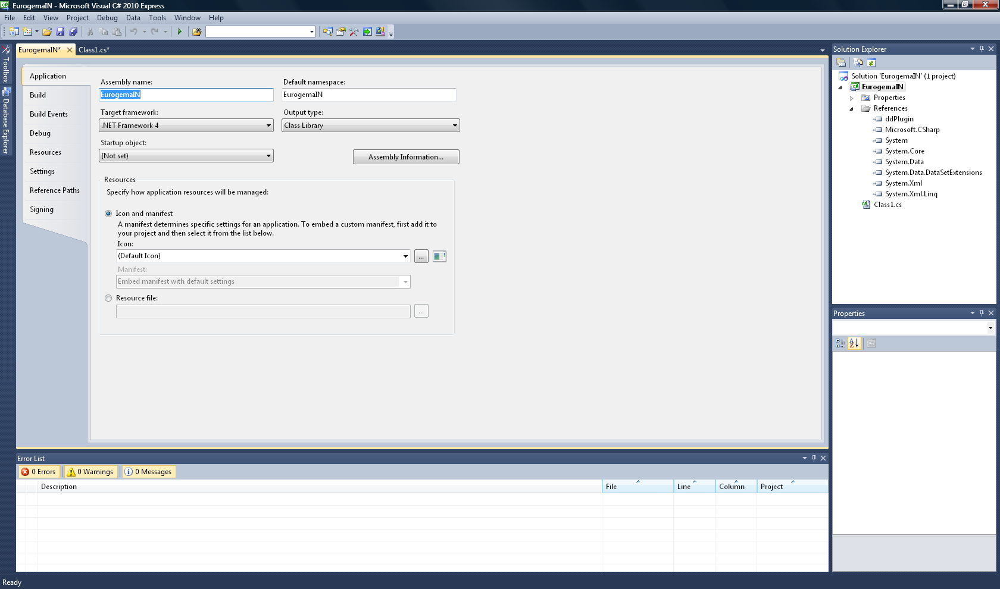 EurogemaIN - Microsoft Visual C# 2010 Express
File Edit View Project Debug Data Tools Window Help
Toolbox
Database Explorer
EurogemaIN* Class1.cs*
Application
Build
Build Events
Debug
Resources
Settings
Reference Paths
Signing
Assembly name: Default namespace:
EurogemaIN EurogemaIN
Target framework: Output type:
.NET Framework 4 Class Library
Startup object:
(Not set) Assembly Information...
Resources
Specify how application resources will be managed:
Icon and manifest
A manifest determines specific settings for an application. To embed a custom manifest, first add it to
your project and then select it from the list below.
Icon:
(Default Icon) ...
Manifest:
Embed manifest with default settings
Resource file:
...
Solution Explorer
Solution 'EurogemaIN' (1 project)
EurogemaIN
Properties
References
ddPlugin
Microsoft.CSharp
System
System.Core
System.Data
System.Data.DataSetExtensions
System.Xml
System.Xml.Linq
Class1.cs
Properties
Error List
0 Errors 0 Warnings 0 Messages
Description File Line Column Project
Ready